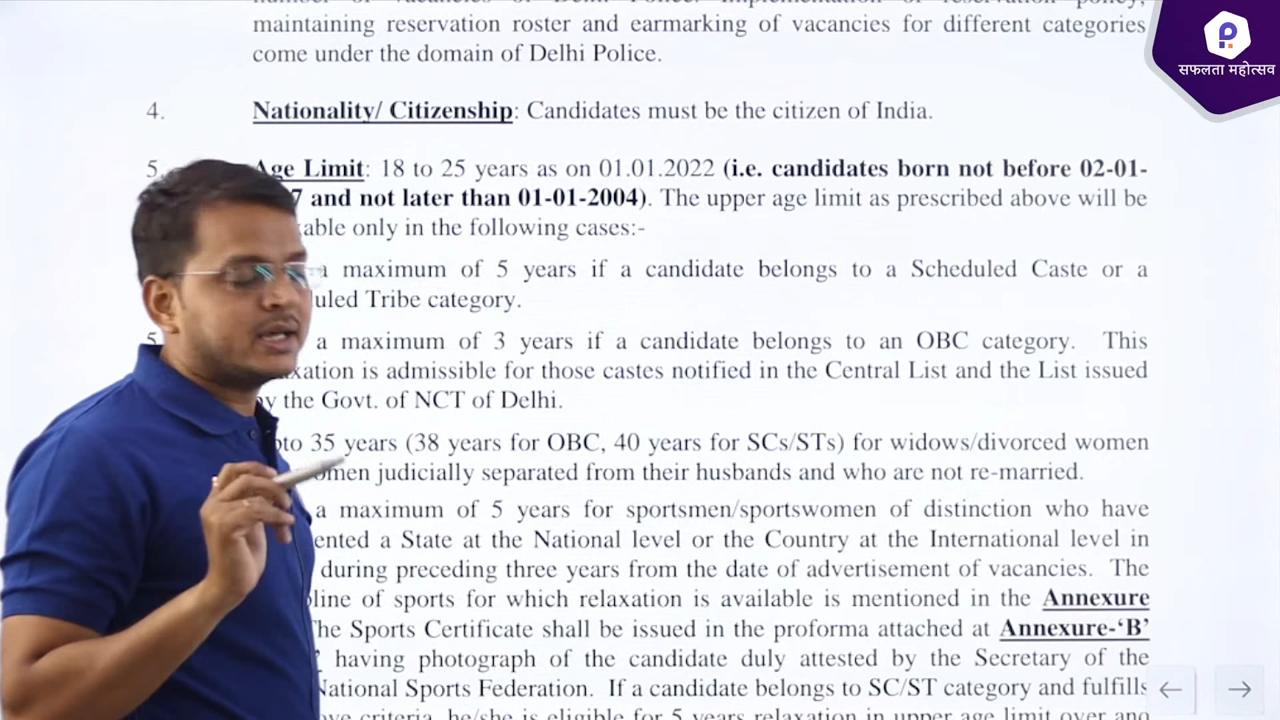 maintaining reservation roster and earmarking of vacancies for different categories
come under the domain of Delhi Police.
सफलता महोत्सव
4. Nationality/ Citizenship: Candidates must be the citizen of India.
5. Age Limit: 18 to 25 years as on 01.01.2022 (i.e. candidates born not before 02-01-
7 and not later than 01-01-2004). The upper age limit as prescribed above will be
able only in the following cases:-
a maximum of 5 years if a candidate belongs to a Scheduled Caste or a
uled Tribe category.
5. a maximum of 3 years if a candidate belongs to an OBC category. This
xation is admissible for those castes notified in the Central List and the List issued
by the Govt. of NCT of Delhi.
pto 35 years (38 years for OBC, 40 years for SCs/STs) for widows/divorced women
omen judicially separated from their husbands and who are not re-married.
a maximum of 5 years for sportsmen/sportswomen of distinction who have
ented a State at the National level or the Country at the International level in
during preceding three years from the date of advertisement of vacancies. The
pline of sports for which relaxation is available is mentioned in the Annexure
The Sports Certificate shall be issued in the proforma attached at Annexure-‘B’
’ having photograph of the candidate duly attested by the Secretary of the
National Sports Federation. If a candidate belongs to SC/ST category and fulfills